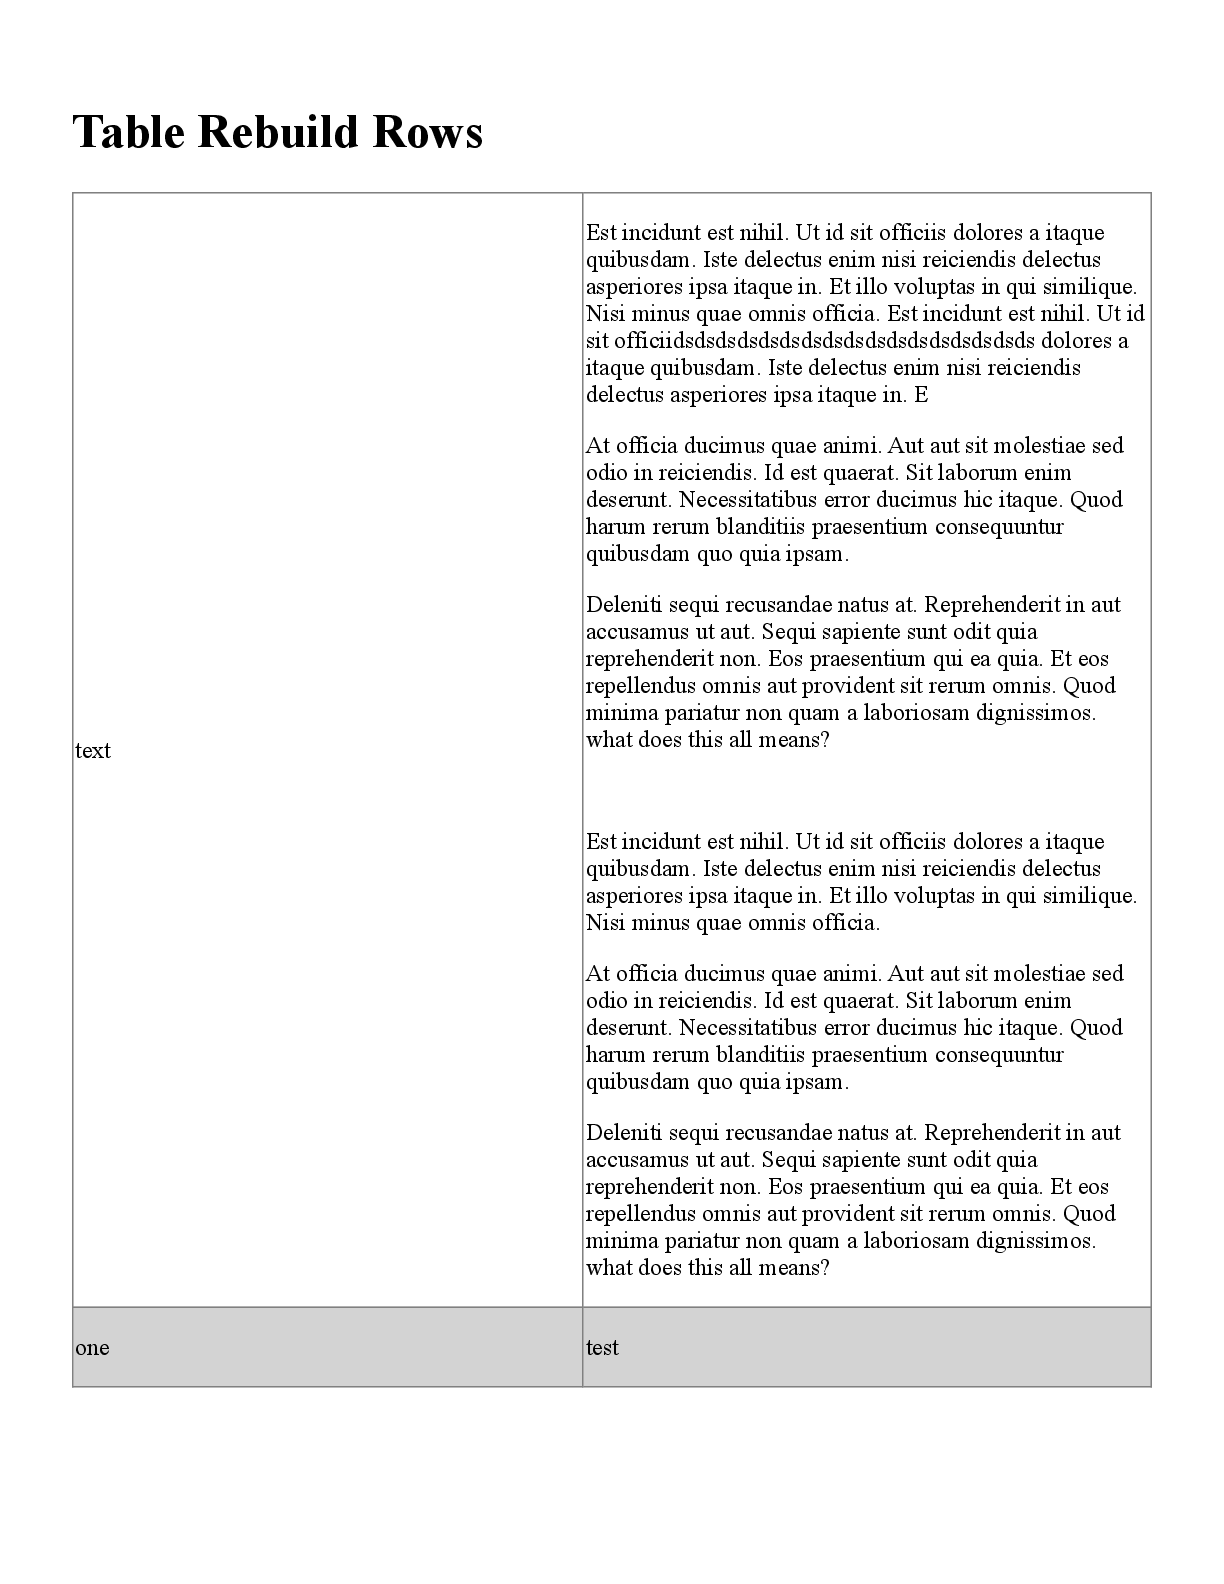 Table Rebuild Rows
text
Est incidunt est nihil. Ut id sit officiis dolores a itaque
quibusdam. Iste delectus enim nisi reiciendis delectus
asperiores ipsa itaque in. Et illo voluptas in qui similique.
Nisi minus quae omnis officia. Est incidunt est nihil. Ut id
sit officiidsdsdsdsdsdsdsdsdsdsdsdsdsdsdsdsds dolores a
itaque quibusdam. Iste delectus enim nisi reiciendis
delectus asperiores ipsa itaque in. E
At officia ducimus quae animi. Aut aut sit molestiae sed
odio in reiciendis. Id est quaerat. Sit laborum enim
deserunt. Necessitatibus error ducimus hic itaque. Quod
harum rerum blanditiis praesentium consequuntur
quibusdam quo quia ipsam.
Deleniti sequi recusandae natus at. Reprehenderit in aut
accusamus ut aut. Sequi sapiente sunt odit quia
reprehenderit non. Eos praesentium qui ea quia. Et eos
repellendus omnis aut provident sit rerum omnis. Quod
minima pariatur non quam a laboriosam dignissimos.
what does this all means?
Est incidunt est nihil. Ut id sit officiis dolores a itaque
quibusdam. Iste delectus enim nisi reiciendis delectus
asperiores ipsa itaque in. Et illo voluptas in qui similique.
Nisi minus quae omnis officia.
At officia ducimus quae animi. Aut aut sit molestiae sed
odio in reiciendis. Id est quaerat. Sit laborum enim
deserunt. Necessitatibus error ducimus hic itaque. Quod
harum rerum blanditiis praesentium consequuntur
quibusdam quo quia ipsam.
Deleniti sequi recusandae natus at. Reprehenderit in aut
accusamus ut aut. Sequi sapiente sunt odit quia
reprehenderit non. Eos praesentium qui ea quia. Et eos
repellendus omnis aut provident sit rerum omnis. Quod
minima pariatur non quam a laboriosam dignissimos.
what does this all means?
one
test